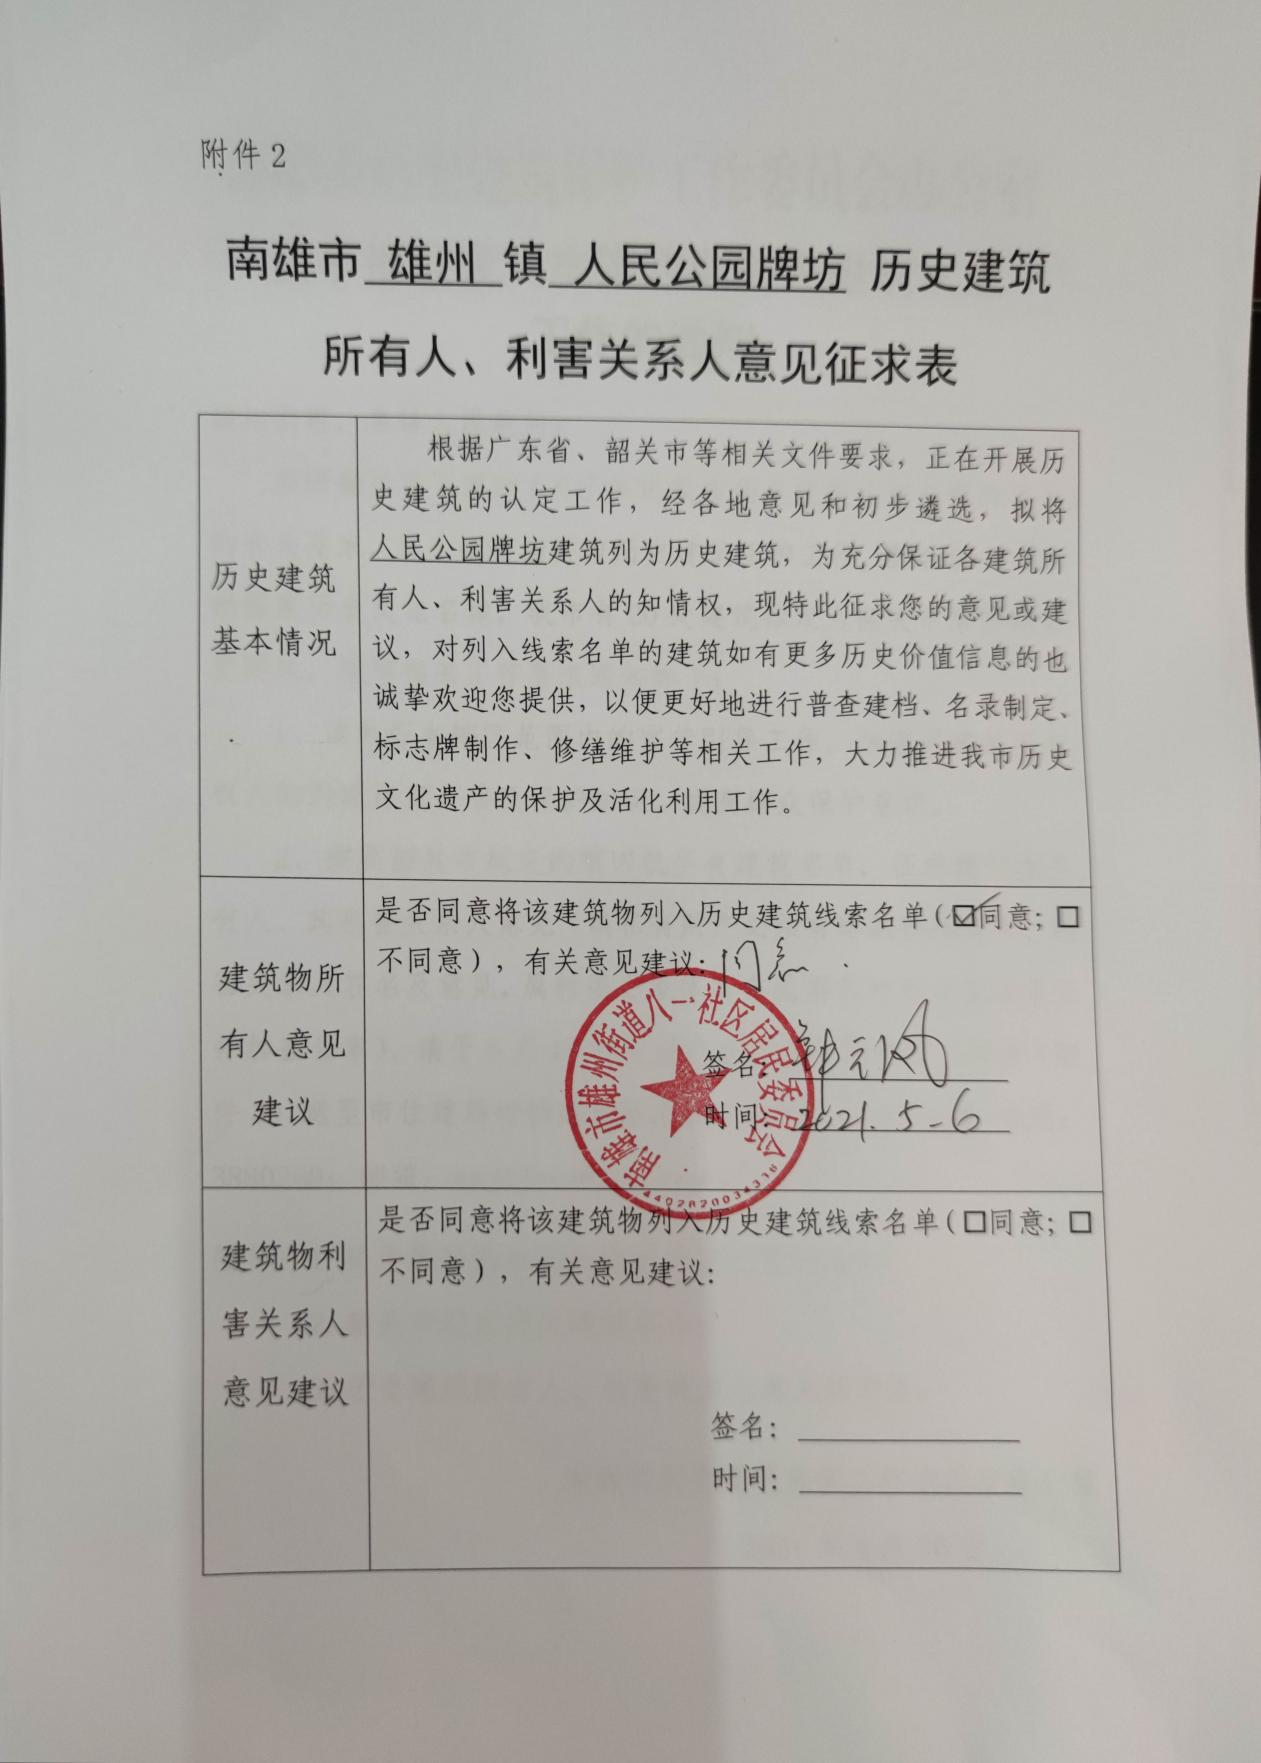 附件2
南雄市 雄州 镇 人民公园牌坊 历史建筑
所有人、利害关系人意见征求表
历史建筑
基本情况
根据广东省、韶关市等相关文件要求，正在开展历
史建筑的认定工作，经各地意见和初步遴选，拟将
人民公园牌坊建筑列为历史建筑，为充分保证各建筑所
有人、利害关系人的知情权，现特此征求您的意见或建
议，对列入线索名单的建筑如有更多历史价值信息的也
诚挚欢迎您提供，以便更好地进行普查建档、名录制定、
标志牌制作、修缮维护等相关工作，大力推进我市历史
文化遗产的保护及活化利用工作。
建筑物所
有人意见
建议
是否同意将该建筑物列入历史建筑线索名单（☑同意；□
不同意），有关意见建议：同意.
签名：
时间：2021.5-6
南雄市雄州街道八一社区居民委员会
4402820034316
建筑物利
害关系人
意见建议
是否同意将该建筑物列入历史建筑线索名单（□同意；□
不同意），有关意见建议：
签名：
时间：